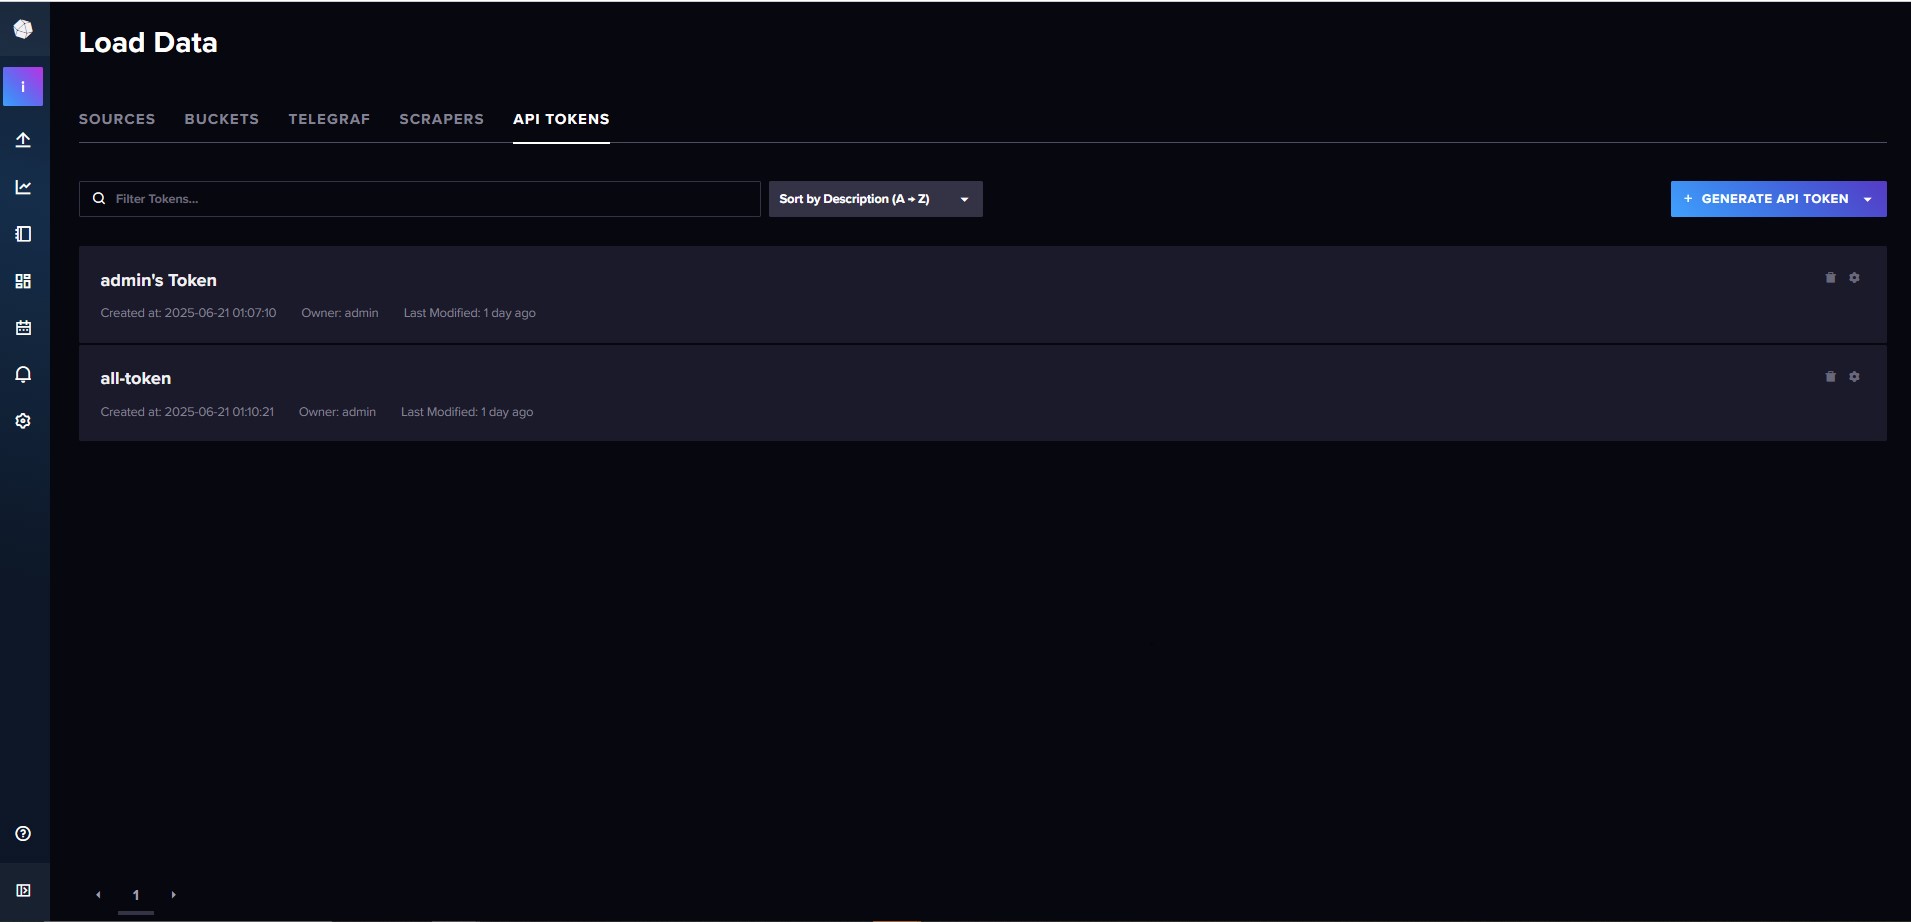 Load Data
i
SOURCES BUCKETS TELEGRAF SCRAPERS API TOKENS
Filter Tokens... Sort by Description (A → Z) + GENERATE API TOKEN
admin's Token
Created at: 2025-06-21 01:07:10 Owner: admin Last Modified: 1 day ago
all-token
Created at: 2025-06-21 01:10:21 Owner: admin Last Modified: 1 day ago
1